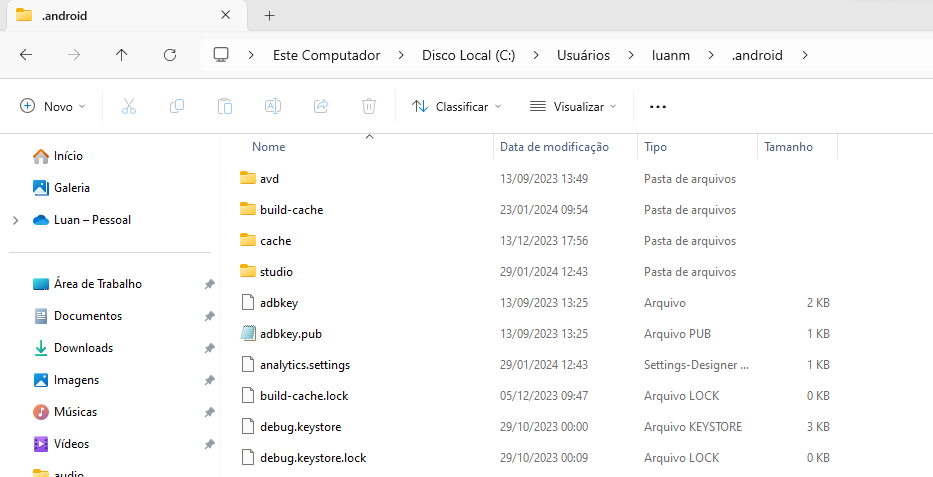 .android
Este Computador Disco Local (C:) Usuários luanm .android
Novo Classificar Visualizar
Nome Data de modificação Tipo Tamanho
Início
Galeria
Luan – Pessoal
Área de Trabalho
Documentos
Downloads
Imagens
Músicas
Vídeos
audio
avd 13/09/2023 13:49 Pasta de arquivos
build-cache 23/01/2024 09:54 Pasta de arquivos
cache 13/12/2023 17:56 Pasta de arquivos
studio 29/01/2024 12:43 Pasta de arquivos
adbkey 13/09/2023 13:25 Arquivo 2 KB
adbkey.pub 13/09/2023 13:25 Arquivo PUB 1 KB
analytics.settings 29/01/2024 12:43 Settings-Designer ... 1 KB
build-cache.lock 05/12/2023 09:47 Arquivo LOCK 0 KB
debug.keystore 29/10/2023 00:00 Arquivo KEYSTORE 3 KB
debug.keystore.lock 29/10/2023 00:09 Arquivo LOCK 0 KB